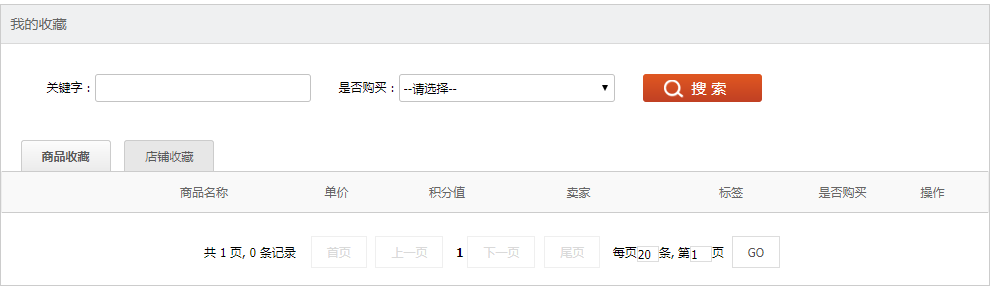 我的收藏
关键字： 是否购买： --请选择-- 搜 索
商品收藏 店铺收藏
商品名称 单价 积分值 卖家 标签 是否购买 操作
共 1 页, 0 条记录 首页 上一页 1 下一页 尾页 每页20条, 第1页 GO